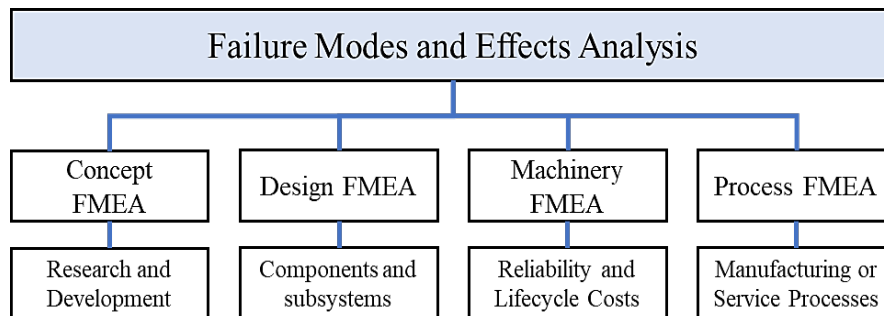 Failure Modes and Effects Analysis
Concept
FMEA
Design FMEA
Machinery
FMEA
Process FMEA
Research and
Development
Components and
subsystems
Reliability and
Lifecycle Costs
Manufacturing or
Service Processes